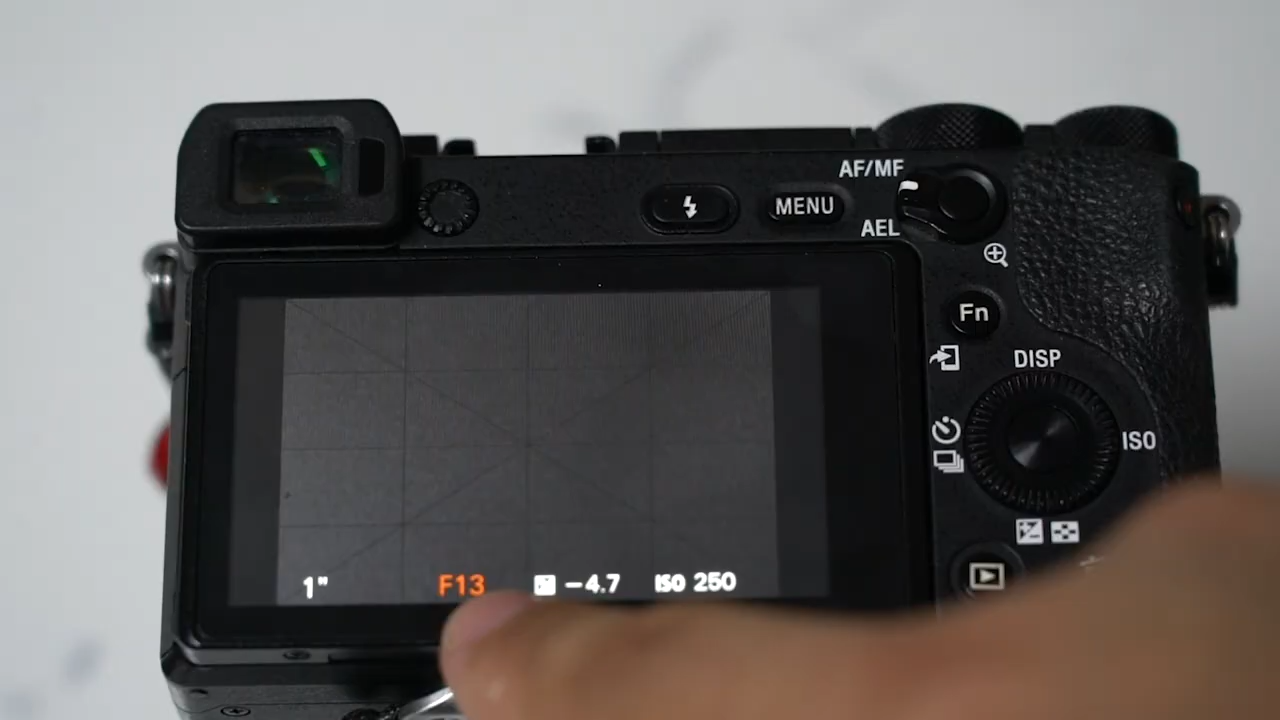 AF/MF
MENU
AEL
Fn
DISP
ISO
1" F13 −4.7 ISO 250